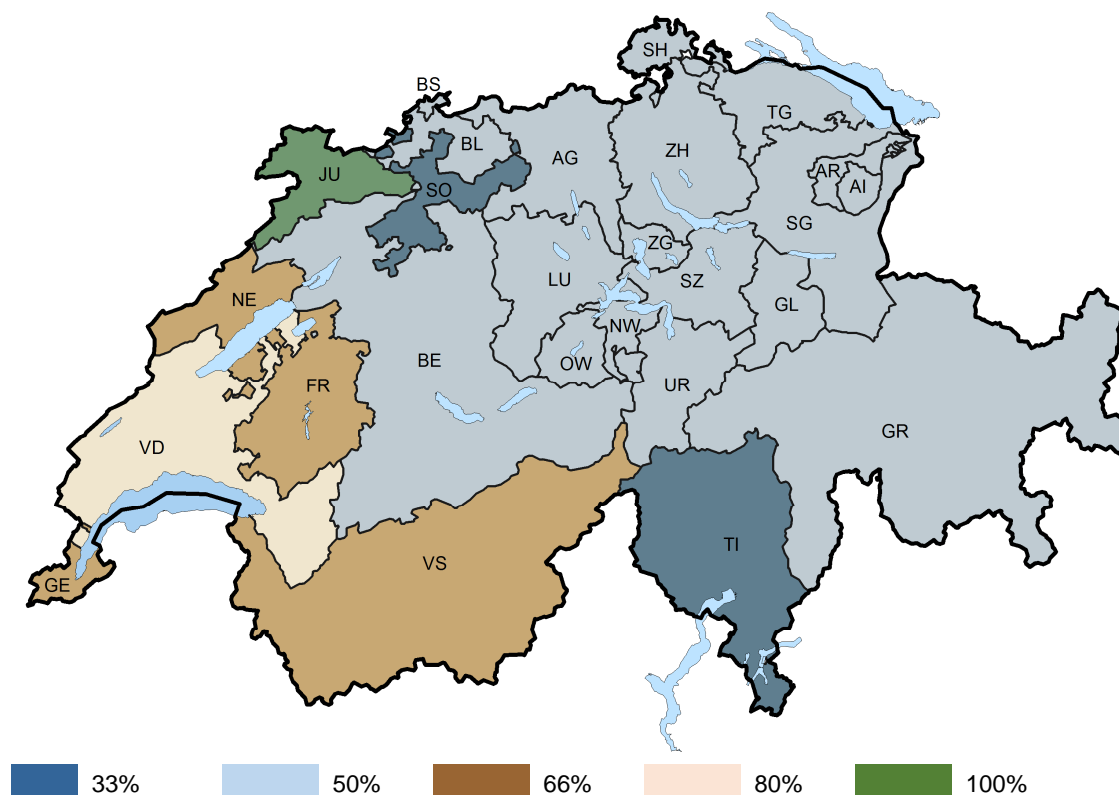 SH
BS
TG
BL
AG
ZH
JU
SO
AR
AI
SG
ZG
LU
SZ
NE
GL
NW
BE
OW
UR
FR
GR
VD
TI
VS
GE
33% 50% 66% 80% 100%